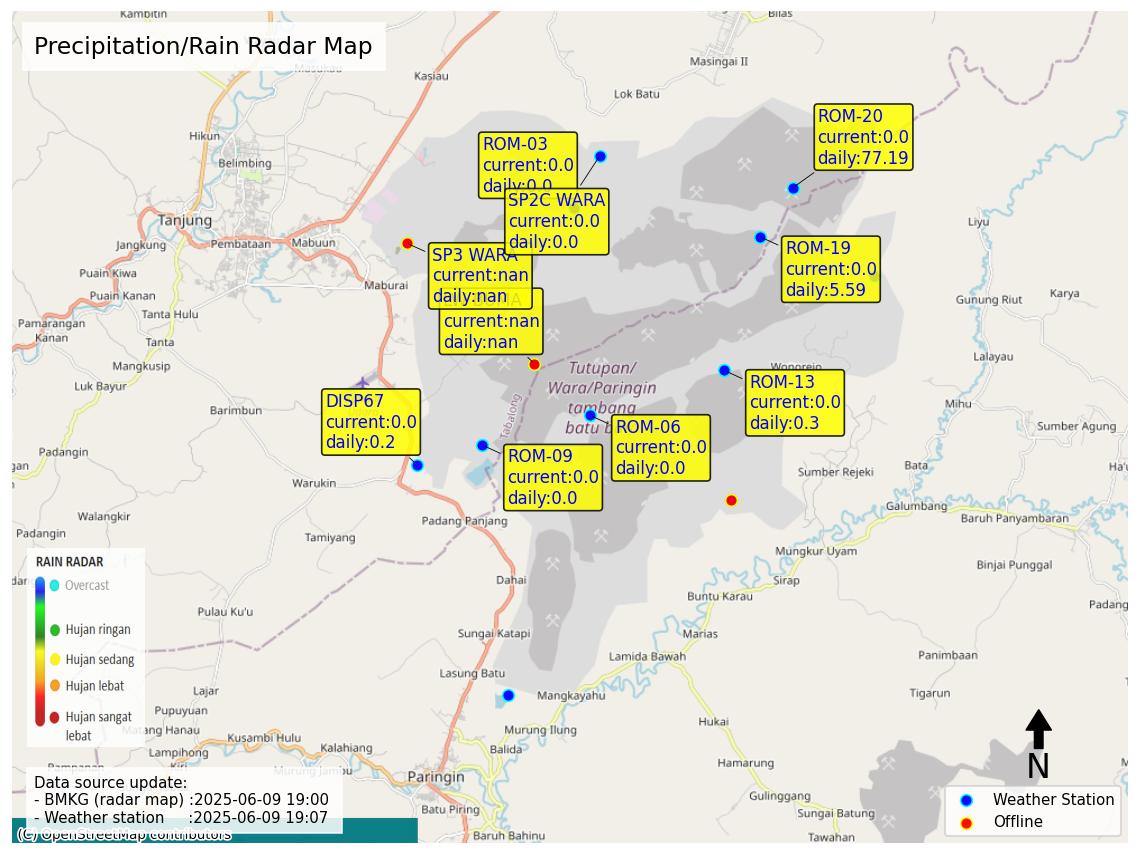 Kambitin
Bilas
Precipitation/Rain Radar Map
Masukau
Kasiau
Masingai II
Lok Batu
ROM-20
current:0.0
daily:77.19
Hikun
Belimbing
ROM-03
current:0.0
daily:0.0
SP2C WARA
current:0.0
daily:0.0
Tanjung
Jangkung
Pembataan
Mabuun
Liyu
SP3 WARA
current:nan
daily:nan
ROM-19
current:0.0
daily:5.59
Puain Kiwa
Maburai
Puain Kanan
Tanta Hulu
current:nan
daily:nan
Gunung Riut
Karya
Pamarangan
Kanan
Tanta
Mangkusip
Luk Bayur
Lalayau
Tutupan/
Wara/Paringin
tambang
batu b
Wonorejo
ROM-13
current:0.0
daily:0.3
DISP67
current:0.0
daily:0.2
Barimbun
Tabalong
Mihu
ROM-06
current:0.0
daily:0.0
Sumber Agung
Padangin
ROM-09
current:0.0
daily:0.0
Bata
Sumber Rejeki
Warukin
Galumbang
Walangkir
Padang Panjang
Baruh Panyambaran
Padangin
Tamiyang
Mungkur Uyam
Binjai Punggal
RAIN RADAR
Overcast
Hujan ringan
Hujan sedang
Hujan lebat
Hujan sangat
lebat
Dahai
Sirap
Buntu Karau
Padang
Pulau Ku'u
Sungai Katapi
Marias
Lamida Bawah
Panimbaan
Lasung Batu
Lajar
Mangkayahu
Tigarun
Pupuyuan
Matang Hanau
Hukai
Murung Ilung
Kusambi Hulu
Kalahiang
Lampihong
Kiri
Balida
Hamarung
N
Pampanan
Murung Jambu
Paringin
Data source update:
- BMKG (radar map) :2025-06-09 19:00
- Weather station :2025-06-09 19:07
Gulinggang
Weather Station
Offline
Batu Piring
Sungai Batung
(C) OpenStreetMap contributors
Baruh Bahinu
Tawahan